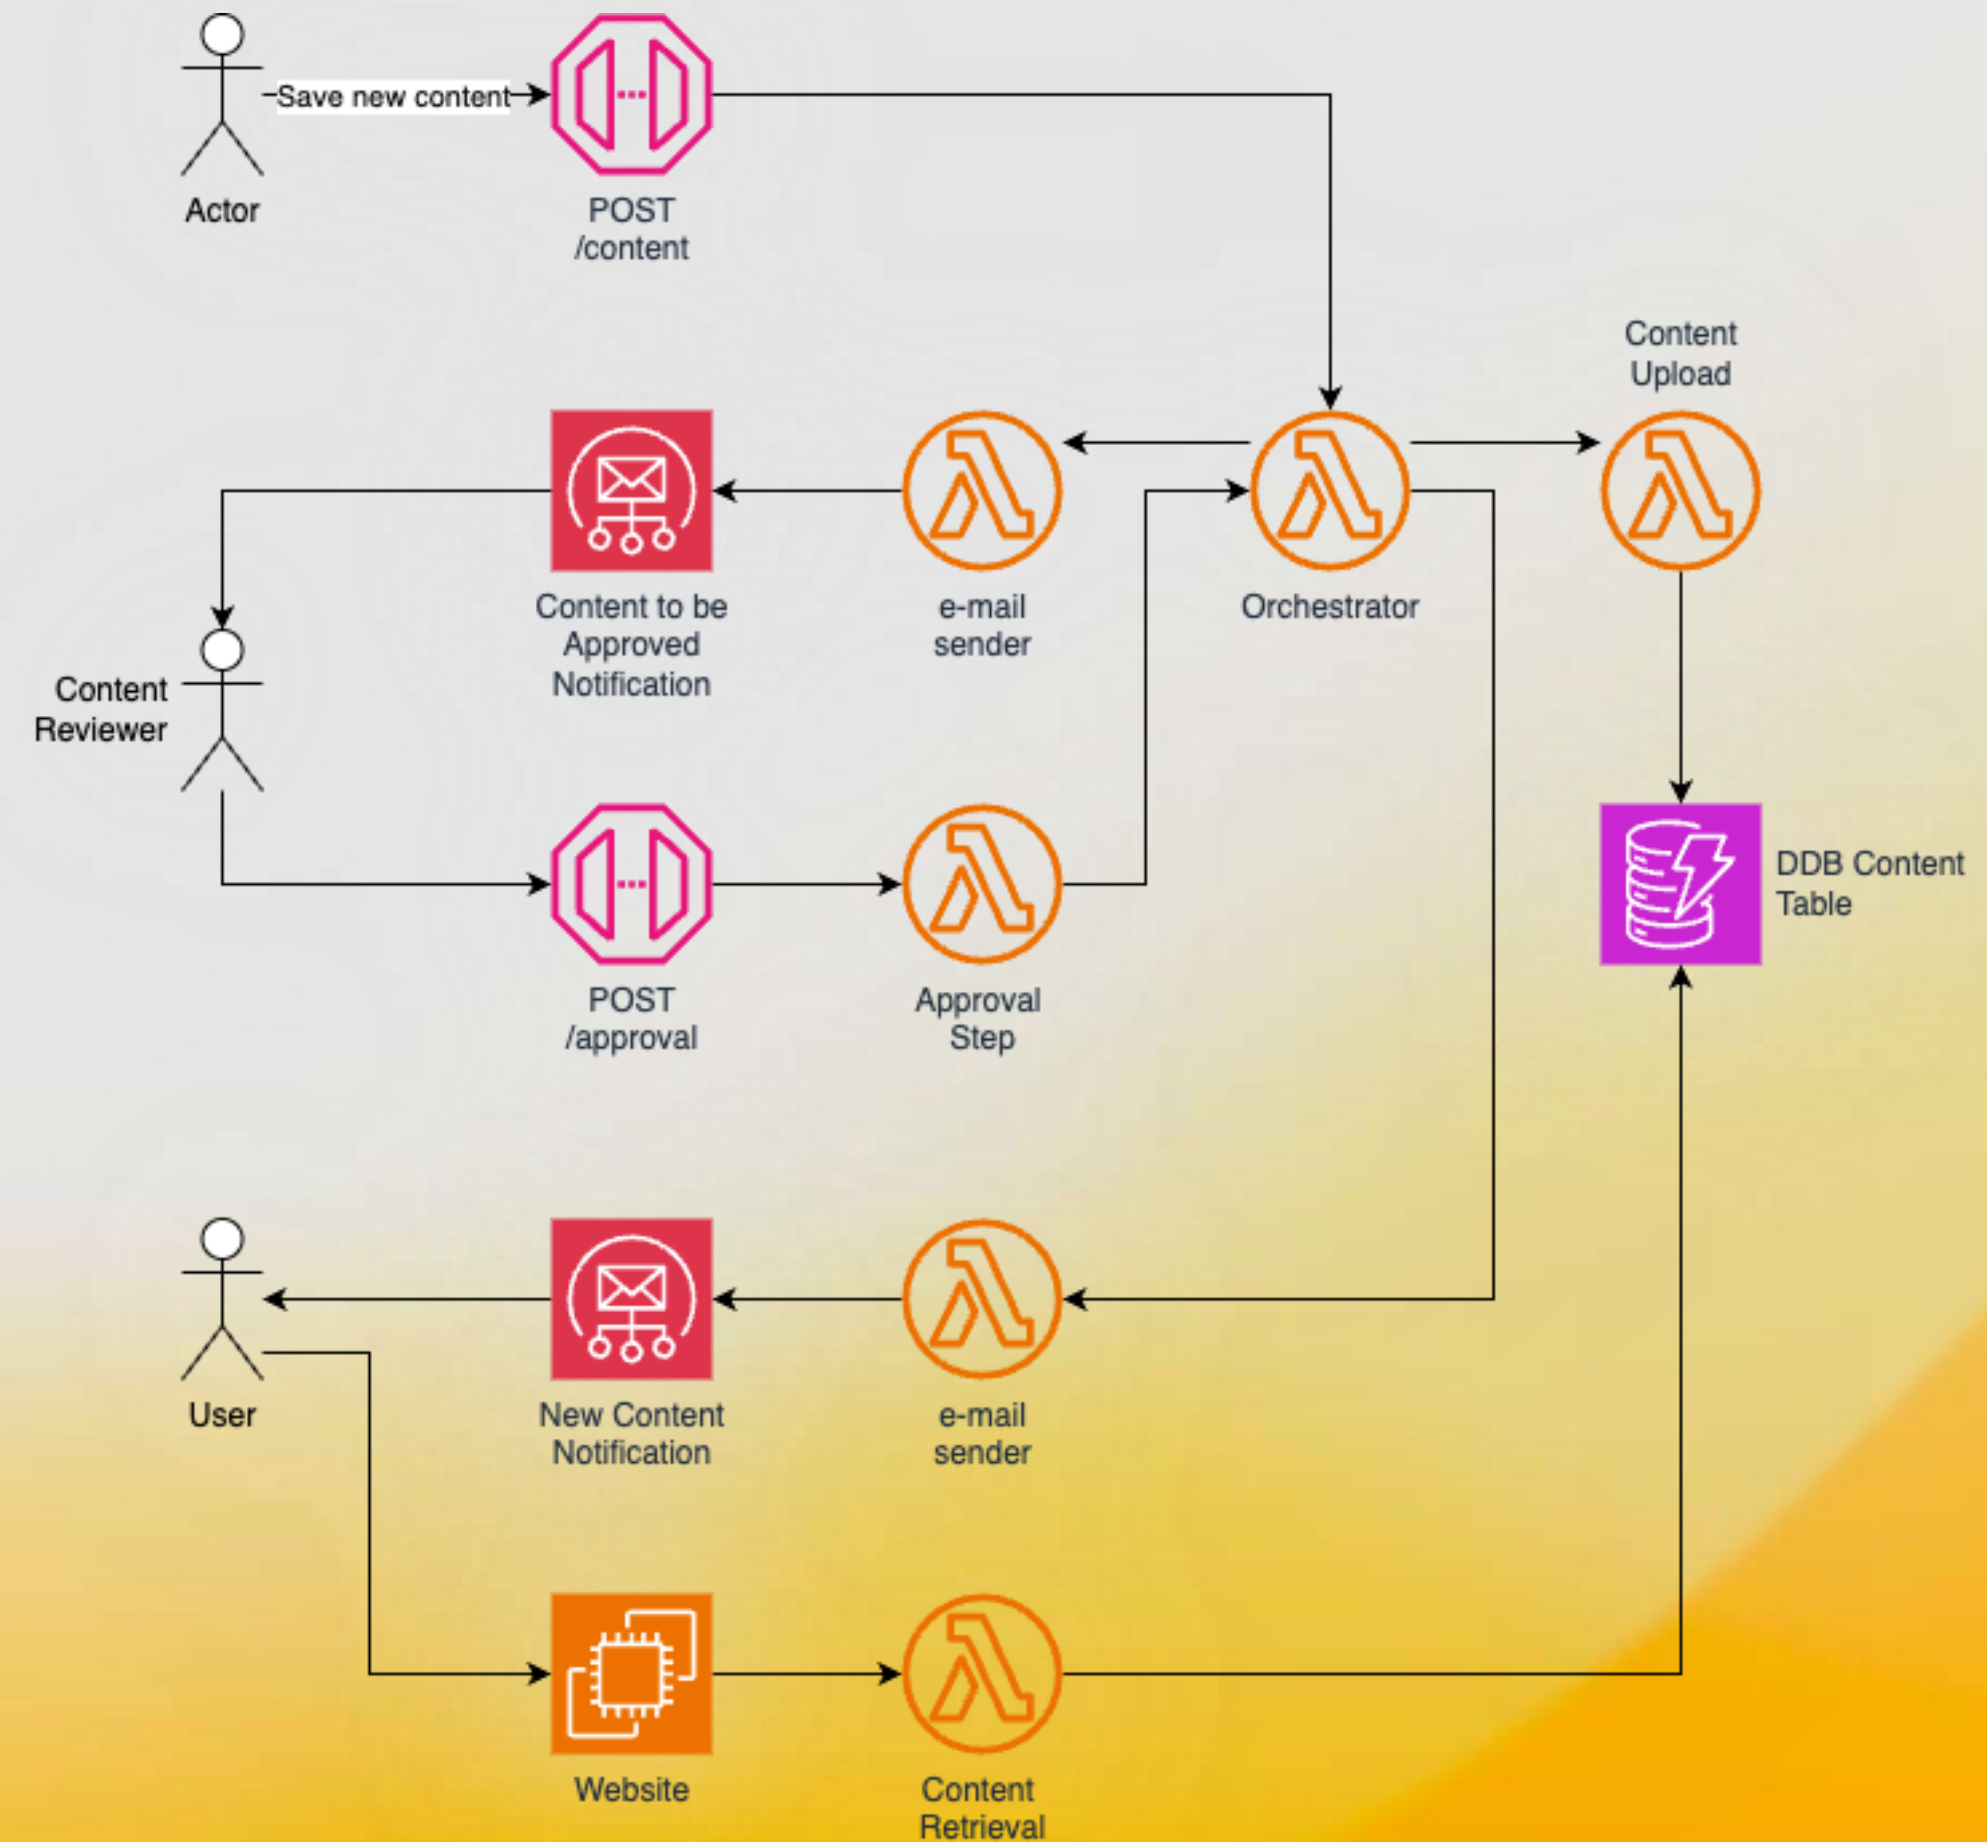 Save new content
Actor
POST
/content
Content
Upload
Content to be
Approved
Notification
e-mail
sender
Orchestrator
Content
Reviewer
DDB Content
Table
POST
/approval
Approval
Step
User
New Content
Notification
e-mail
sender
Website
Content
Retrieval